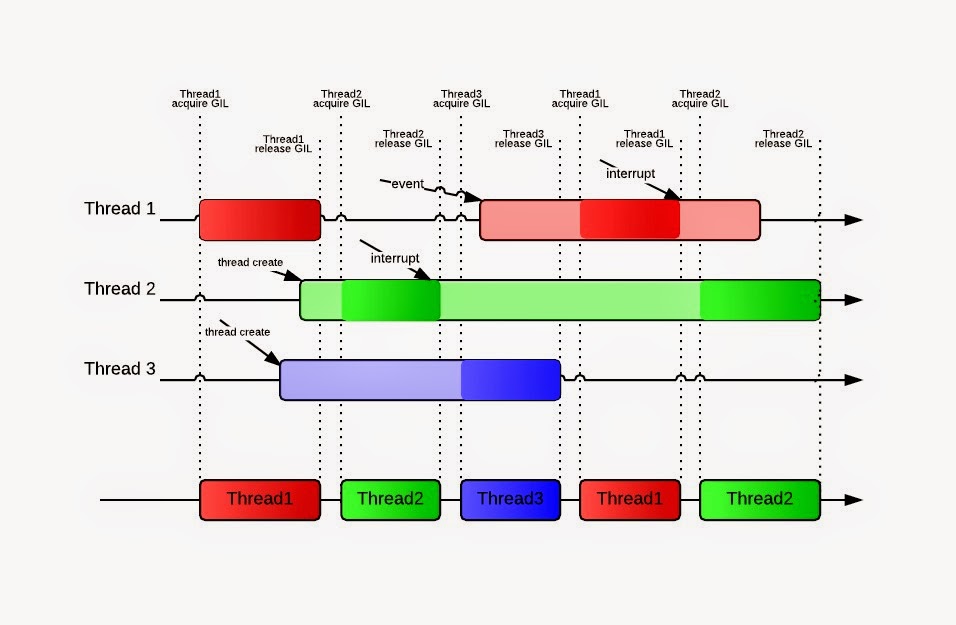 Thread1
acquire GIL
Thread2
acquire GIL
Thread3
acquire GIL
Thread1
acquire GIL
Thread2
acquire GIL
Thread1
release GIL
Thread2
release GIL
Thread3
release GIL
Thread1
release GIL
Thread2
release GIL
event
interrupt
Thread 1
thread create
interrupt
Thread 2
thread create
Thread 3
Thread1
Thread2
Thread3
Thread1
Thread2